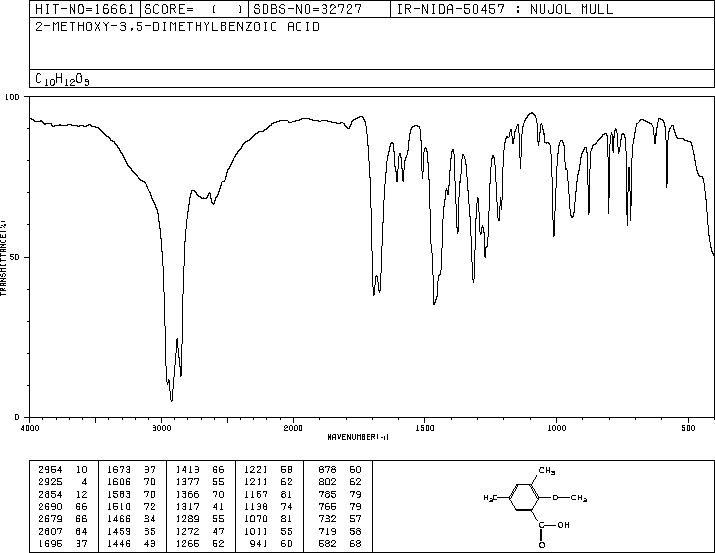 HIT-NO=16661 SCORE= ( ) SDBS-NO=32727 IR-NIDA-50457 : NUJOL MULL
2-METHOXY-3,5-DIMETHYLBENZOIC ACID
C10H12O3
100
50
0
TRANSMITTANCE(%)
4000 3000 2000 1500 1000 500
WAVENUMBER(-1)
2954 10 1673 37 1413 66 1221 58 878 60
2925 4 1606 70 1377 55 1211 62 802 62
2854 12 1583 70 1366 70 1167 81 785 79
2690 66 1510 72 1317 41 1138 74 766 79
2679 66 1466 34 1289 55 1070 81 732 57
2607 64 1459 35 1272 47 1011 55 719 58
1695 37 1446 43 1265 52 941 60 582 68
CH3
H3C O—CH3
C—OH
O